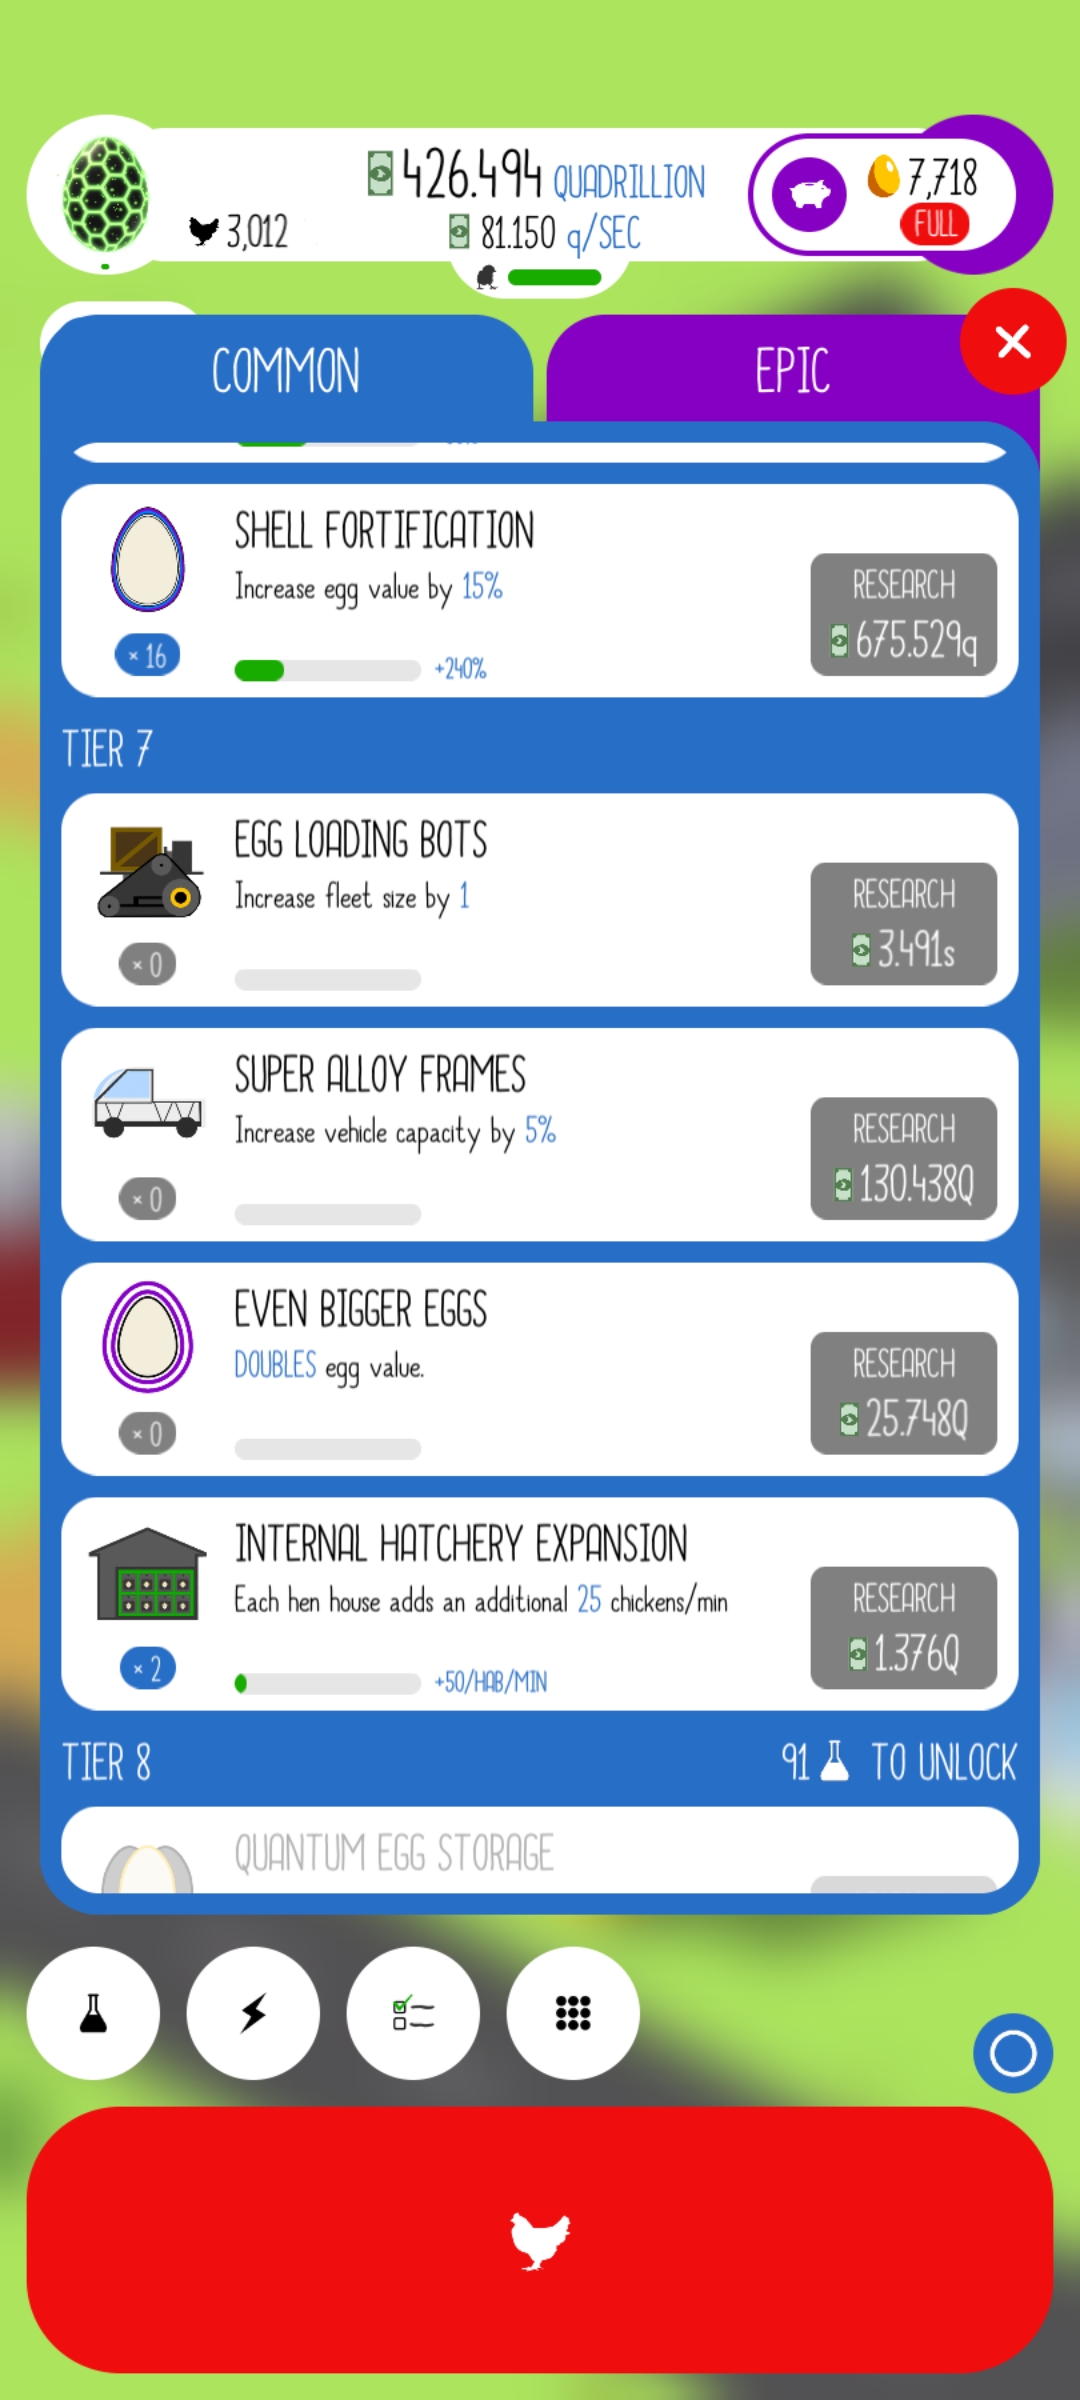 426.494 QUADRILLION
3,012
81.150 q/SEC
7,718
FULL
COMMON
EPIC
SHELL FORTIFICATION
Increase egg value by 15%
× 16
+240%
RESEARCH
675.529q
TIER 7
EGG LOADING BOTS
Increase fleet size by 1
× 0
RESEARCH
3.491s
SUPER ALLOY FRAMES
Increase vehicle capacity by 5%
× 0
RESEARCH
130.438Q
EVEN BIGGER EGGS
DOUBLES egg value.
× 0
RESEARCH
25.748Q
INTERNAL HATCHERY EXPANSION
Each hen house adds an additional 25 chickens/min
× 2
+50/HAB/MIN
RESEARCH
1.376Q
TIER 8
91 TO UNLOCK
QUANTUM EGG STORAGE